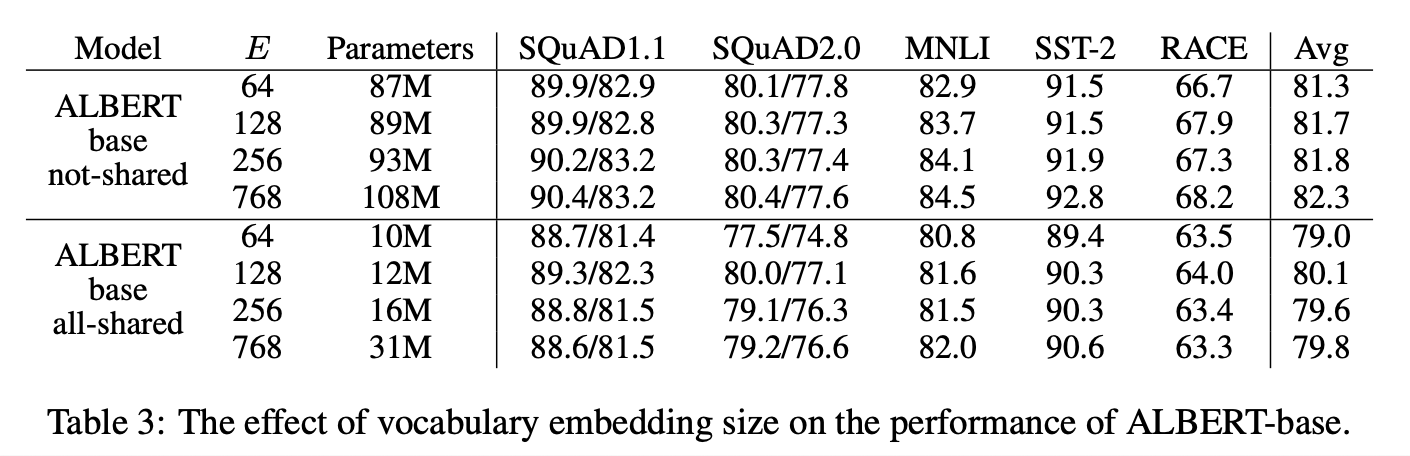 Model E Parameters SQuAD1.1 SQuAD2.0 MNLI SST-2 RACE Avg
ALBERT base not-shared
64 87M 89.9/82.9 80.1/77.8 82.9 91.5 66.7 81.3
128 89M 89.9/82.8 80.3/77.3 83.7 91.5 67.9 81.7
256 93M 90.2/83.2 80.3/77.4 84.1 91.9 67.3 81.8
768 108M 90.4/83.2 80.4/77.6 84.5 92.8 68.2 82.3
ALBERT base all-shared
64 10M 88.7/81.4 77.5/74.8 80.8 89.4 63.5 79.0
128 12M 89.3/82.3 80.0/77.1 81.6 90.3 64.0 80.1
256 16M 88.8/81.5 79.1/76.3 81.5 90.3 63.4 79.6
768 31M 88.6/81.5 79.2/76.6 82.0 90.6 63.3 79.8
Table 3: The effect of vocabulary embedding size on the performance of ALBERT-base.